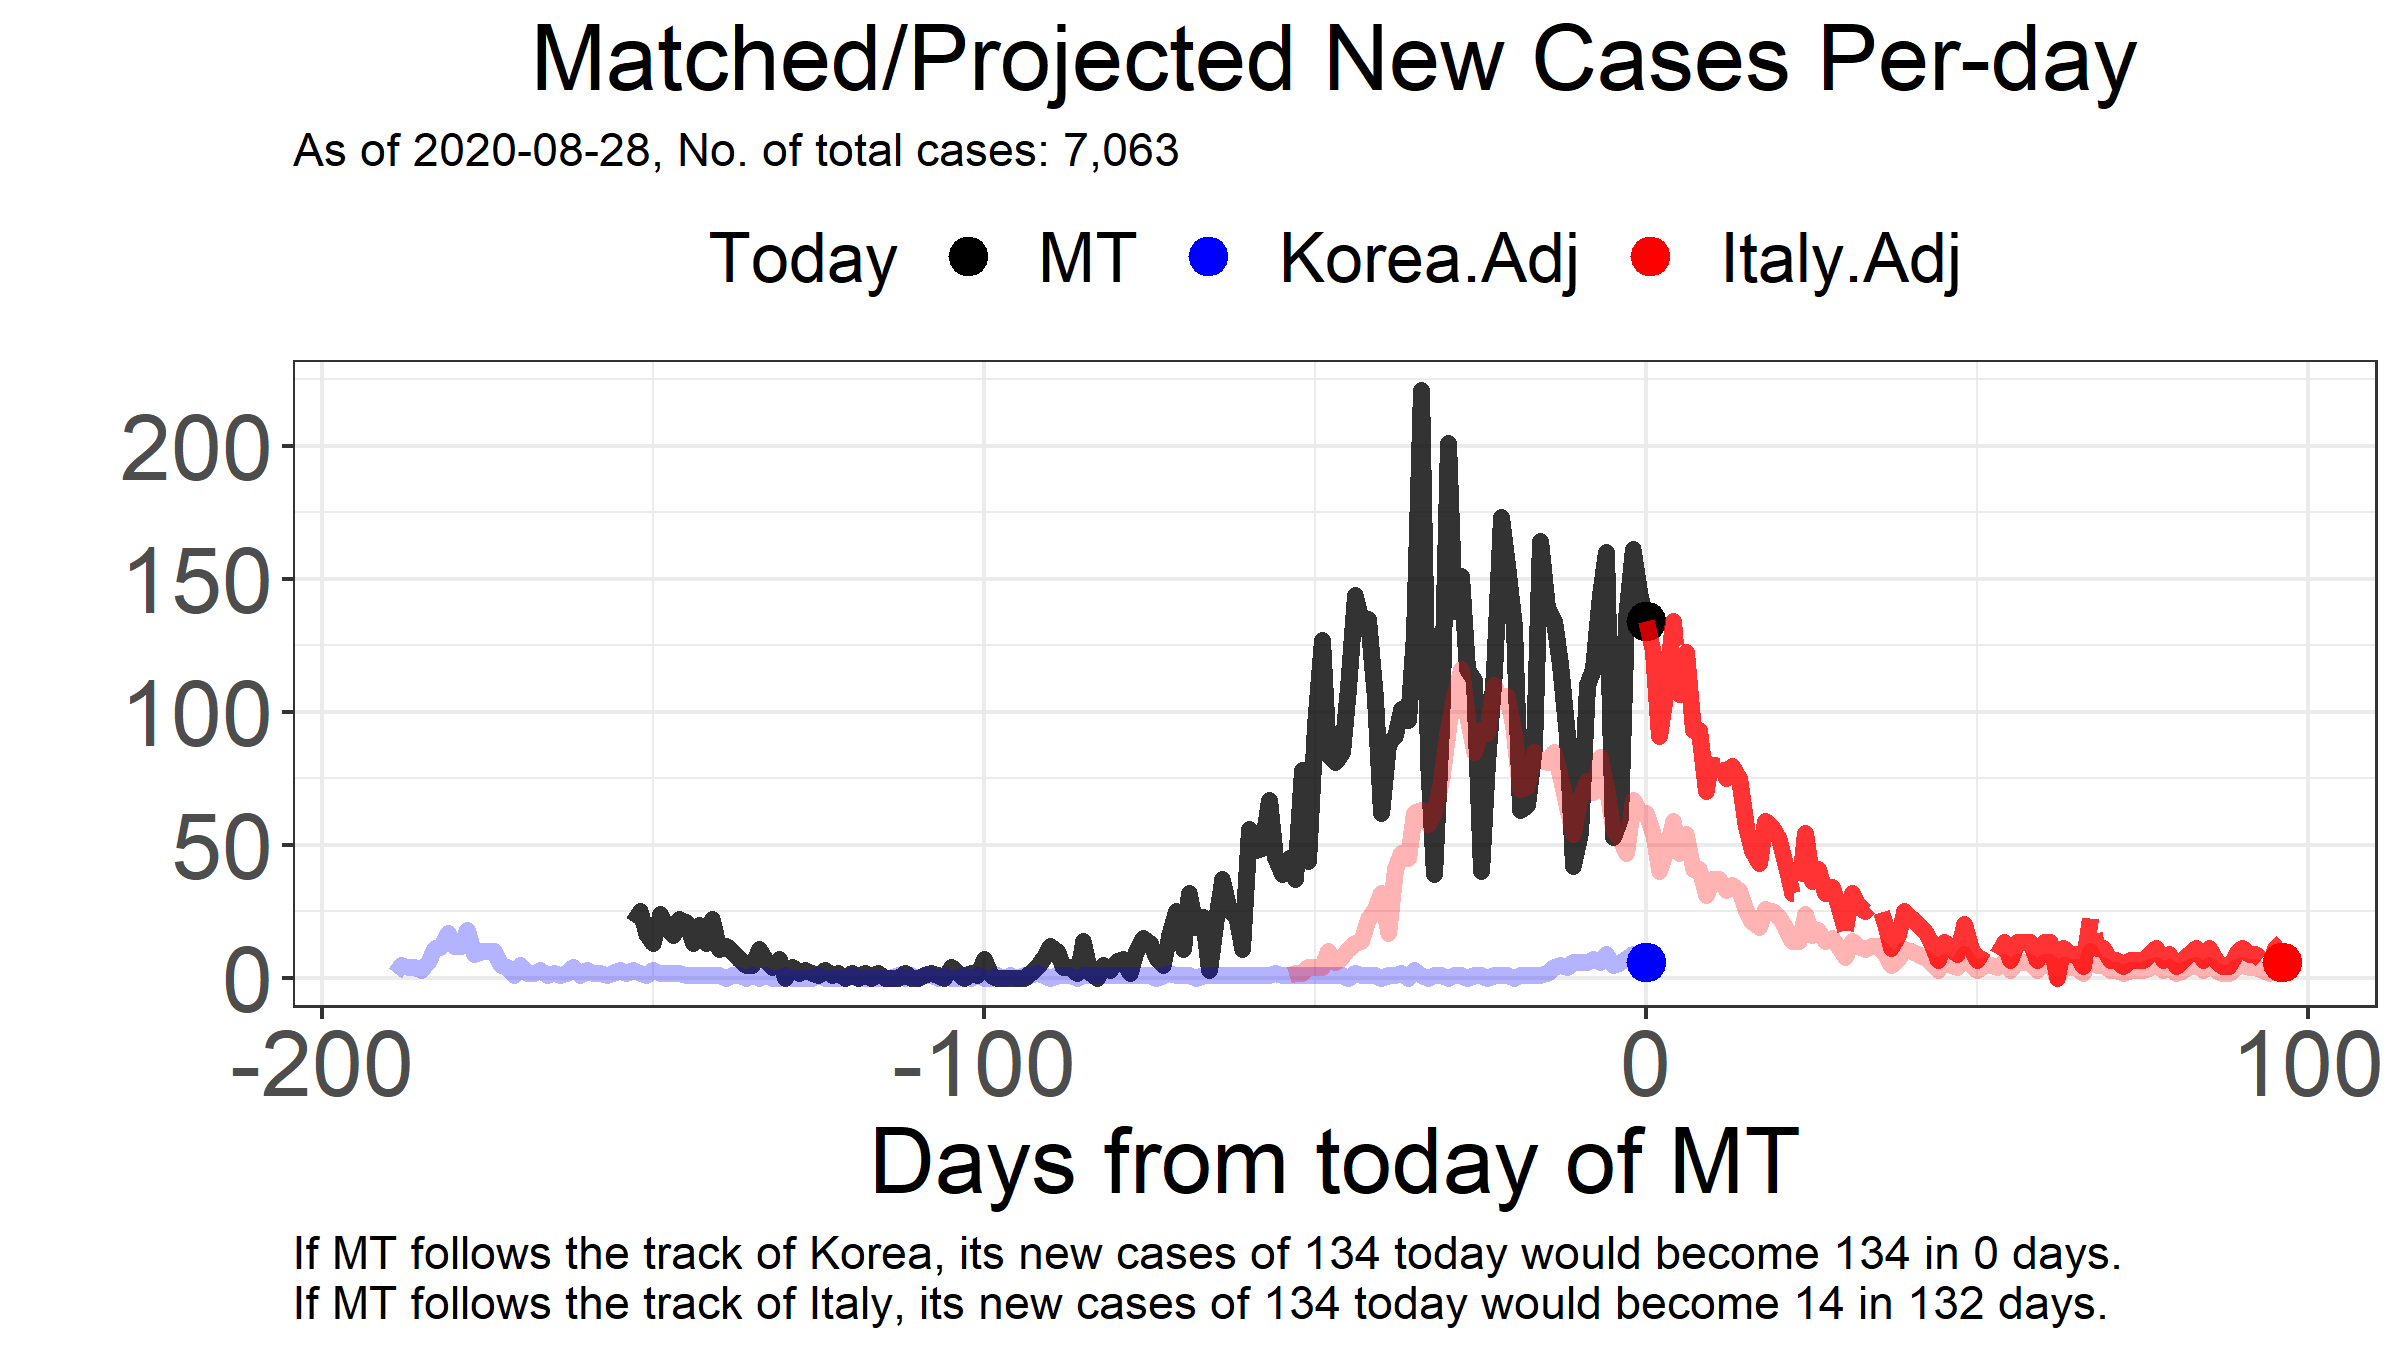 Matched/Projected New Cases Per-day
As of 2020-08-28, No. of total cases: 7,063
Today MT Korea.Adj Italy.Adj
200
150
100
50
0
-200 -100 0 100
Days from today of MT
If MT follows the track of Korea, its new cases of 134 today would become 134 in 0 days.
If MT follows the track of Italy, its new cases of 134 today would become 14 in 132 days.